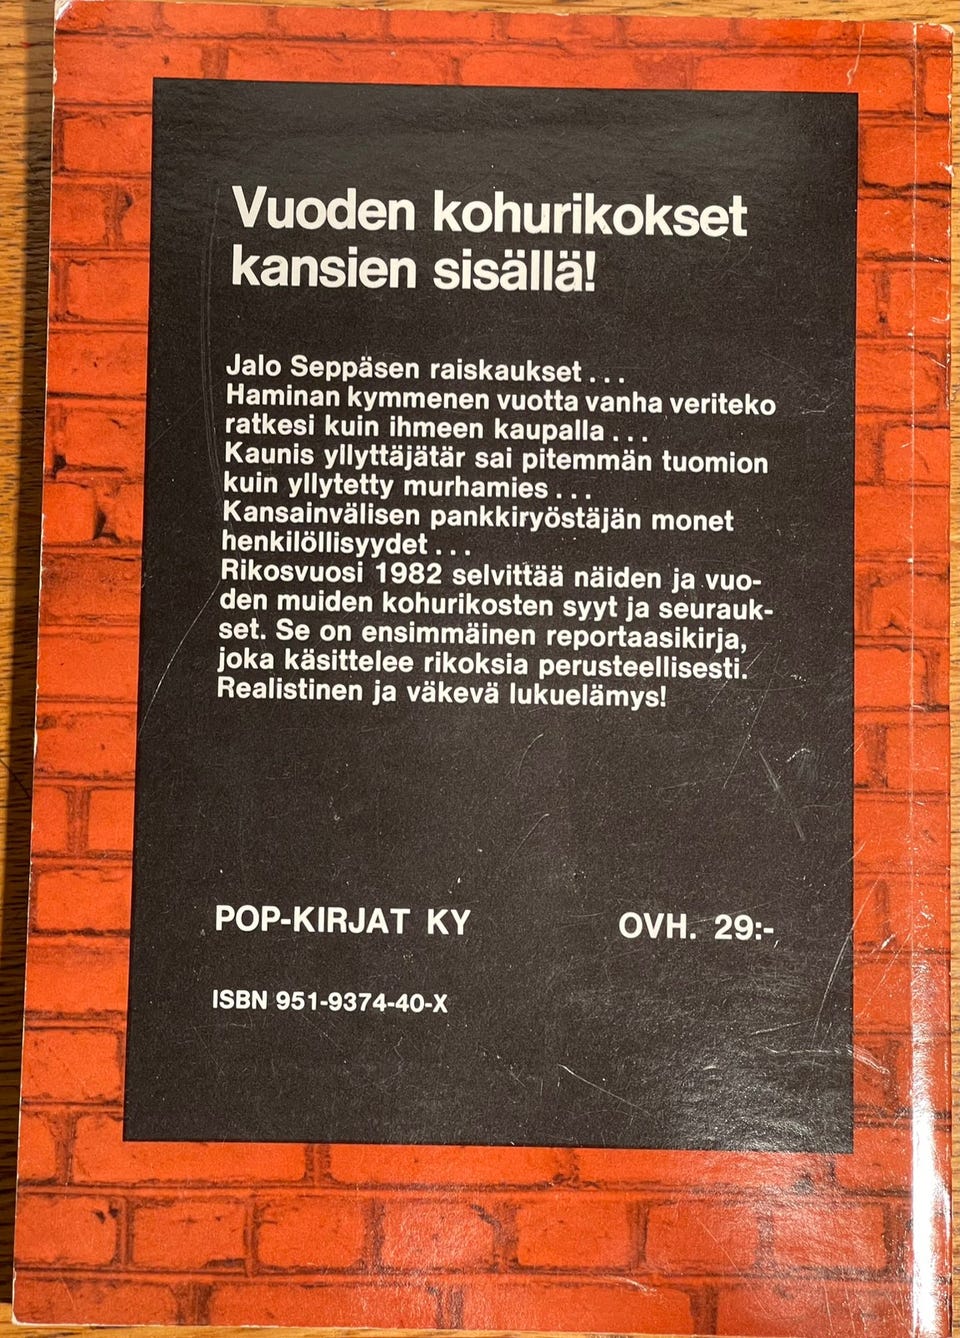 Vuoden kohurikokset
kansien sisällä!
Jalo Seppäsen raiskaukset...
Haminan kymmenen vuotta vanha veriteko
ratkesi kuin ihmeen kaupalla...
Kaunis yllyttäjätär sai pitemmän tuomion
kuin yllytetty murhamies...
Kansainvälisen pankkiryöstäjän monet
henkilöllisyydet...
Rikosvuosi 1982 selvittää näiden ja vuo-
den muiden kohurikosten syyt ja seurauk-
set. Se on ensimmäinen reportaasikirja,
joka käsittelee rikoksia perusteellisesti.
Realistinen ja väkevä lukuelämys!
POP-KIRJAT KY OVH. 29:-
ISBN 951-9374-40-X